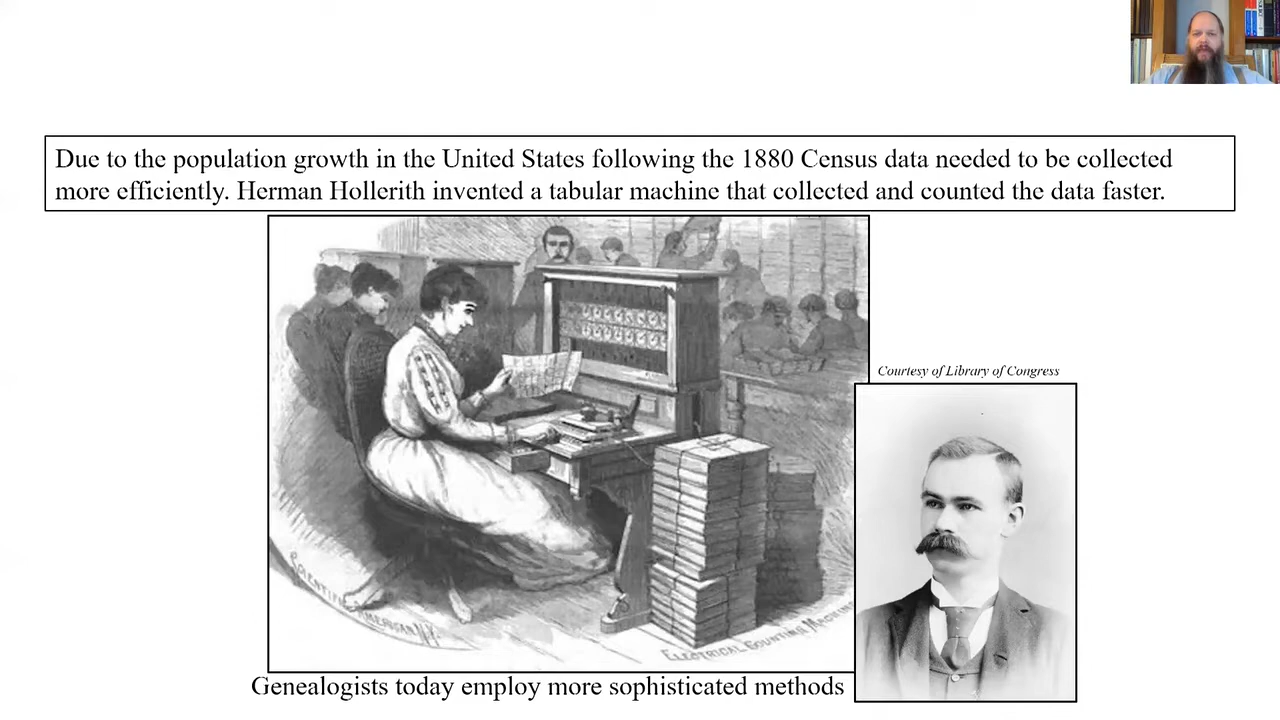 Due to the population growth in the United States following the 1880 Census data needed to be collected
more efficiently. Herman Hollerith invented a tabular machine that collected and counted the data faster.
Courtesy of Library of Congress
SCIENTIFIC AMERICAN N.Y.
ELECTRICAL COUNTING MACHINE
Genealogists today employ more sophisticated methods